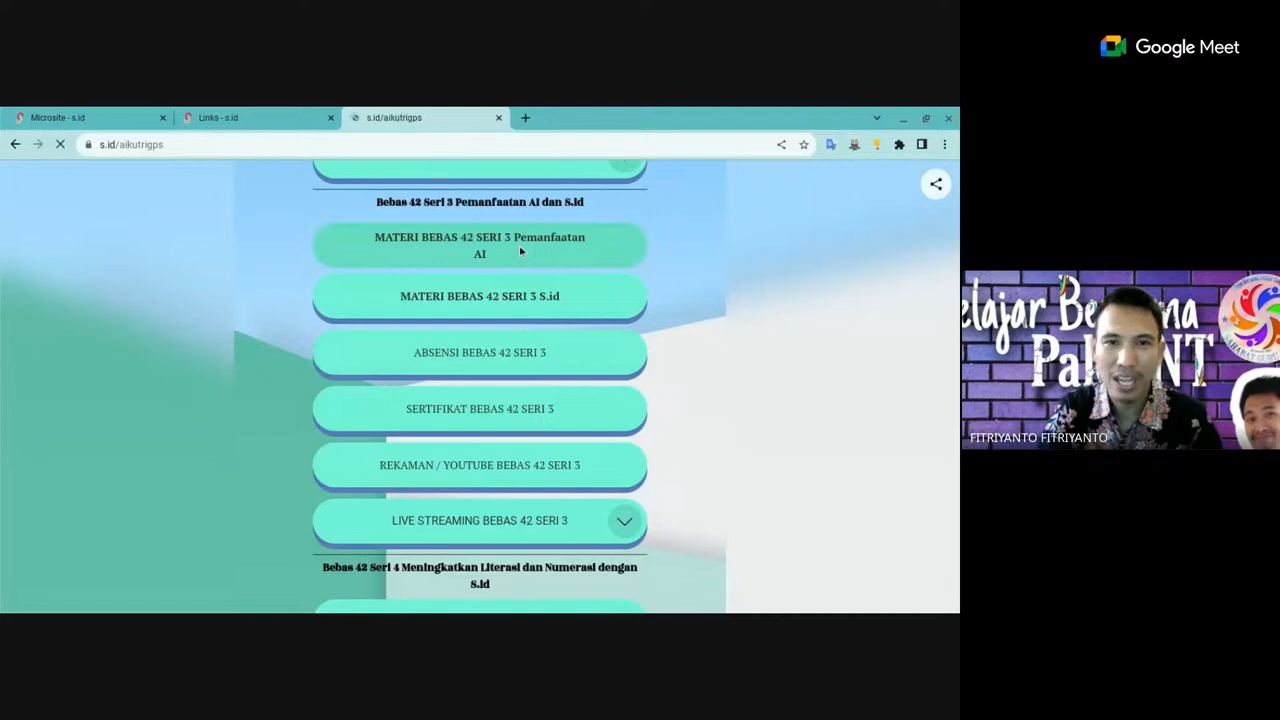 Google Meet
Microsite - s.id
Links - s.id
s.id/aikutrigps
s.id/aikutrigps
Bebas 42 Seri 3 Pemanfaatan AI dan S.id
MATERI BEBAS 42 SERI 3 Pemanfaatan
AI
MATERI BEBAS 42 SERI 3 S.id
ABSENSI BEBAS 42 SERI 3
SERTIFIKAT BEBAS 42 SERI 3
REKAMAN / YOUTUBE BEBAS 42 SERI 3
LIVE STREAMING BEBAS 42 SERI 3
Bebas 42 Seri 4 Meningkatkan Literasi dan Numerasi dengan
S.id
FITRIYANTO FITRIYANTO